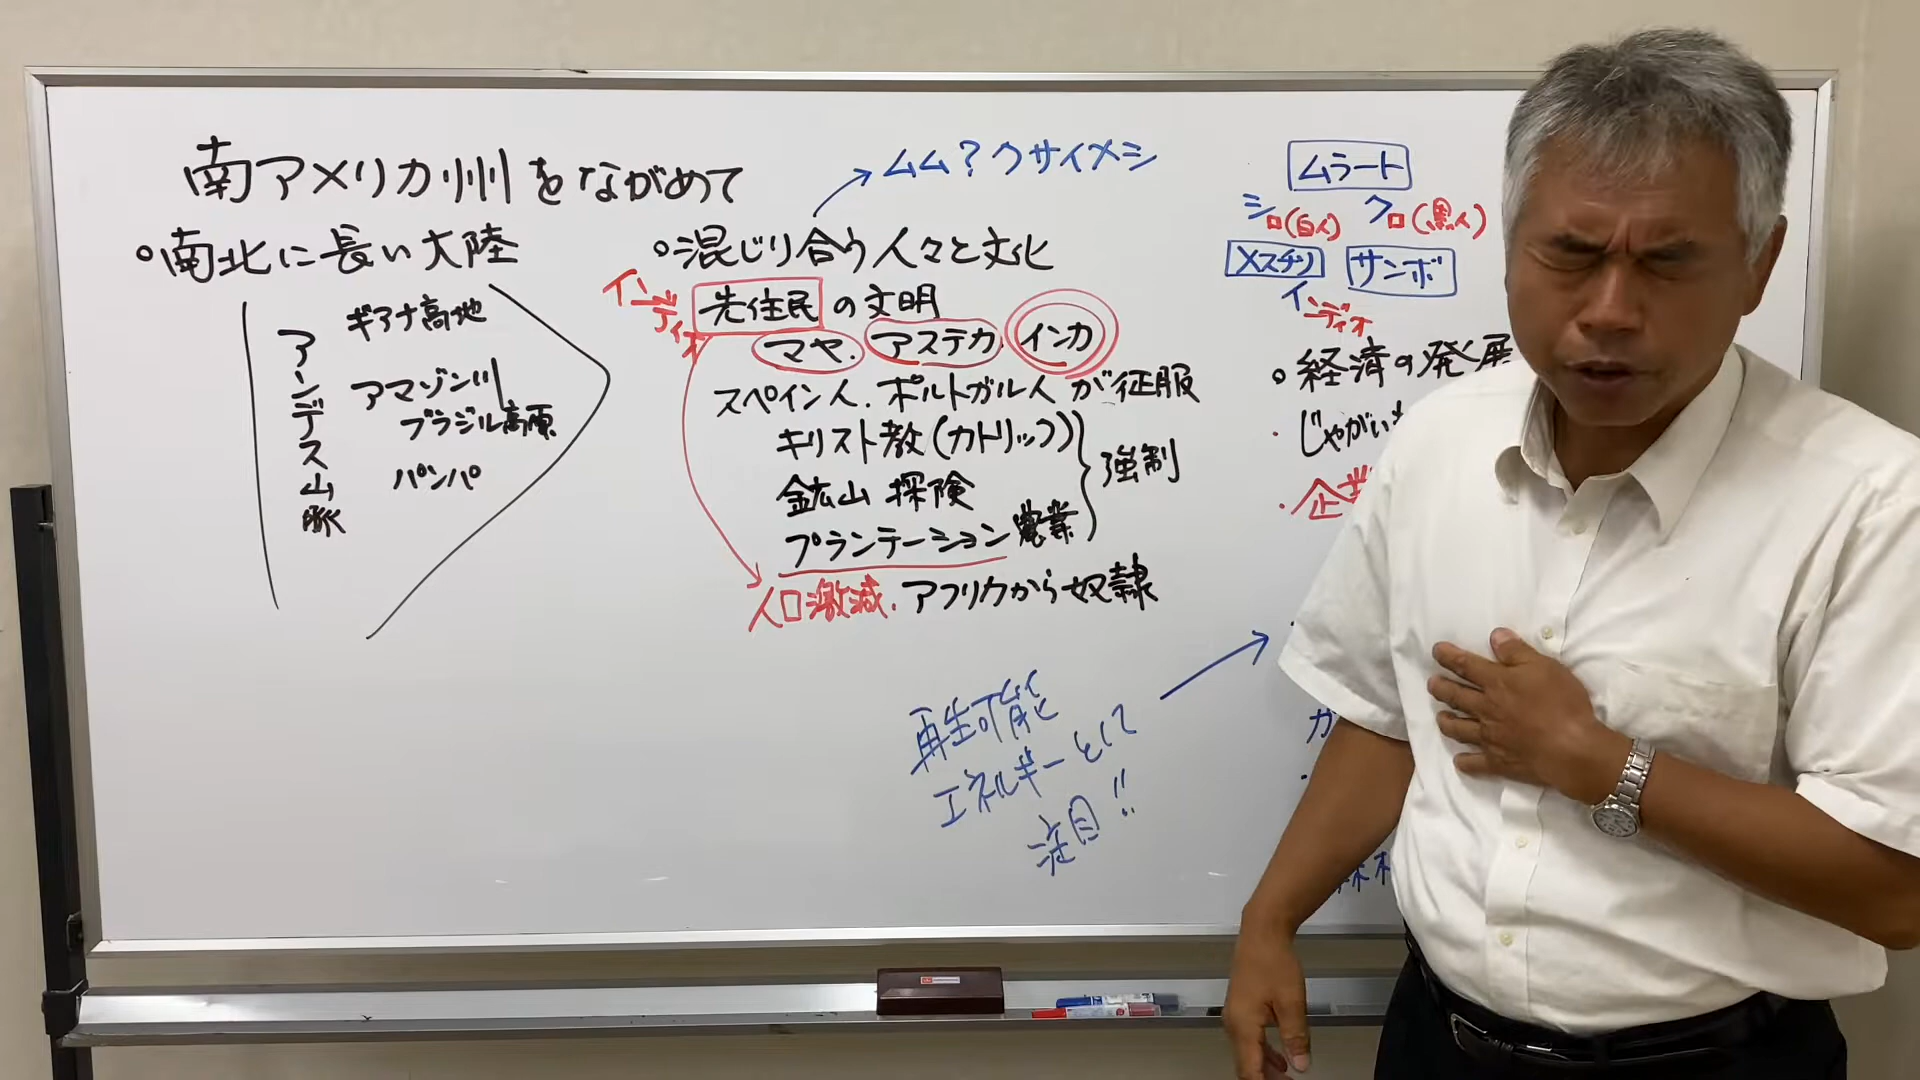 南アメリカ州をながめて
○南北に長い大陸
アンデス山脈
ギアナ高地
アマゾン川
ブラジル高原
パンパ
ムム?クサイメシ
○混じり合う人々と文化
インディオ
先住民の文明
マヤ.アステカ インカ
スペイン人.ポルトガル人が征服
キリスト教(カトリック)
鉱山 探険
プランテーション農業
強制
人口激減.アフリカから奴隷
再生可能
エネルギーとして
注目!!
ムラート
シロ(白人) クロ(黒人)
メスチソ サンボ
インディオ
○経済の発展
・じゃがいも
・企業
が
森林